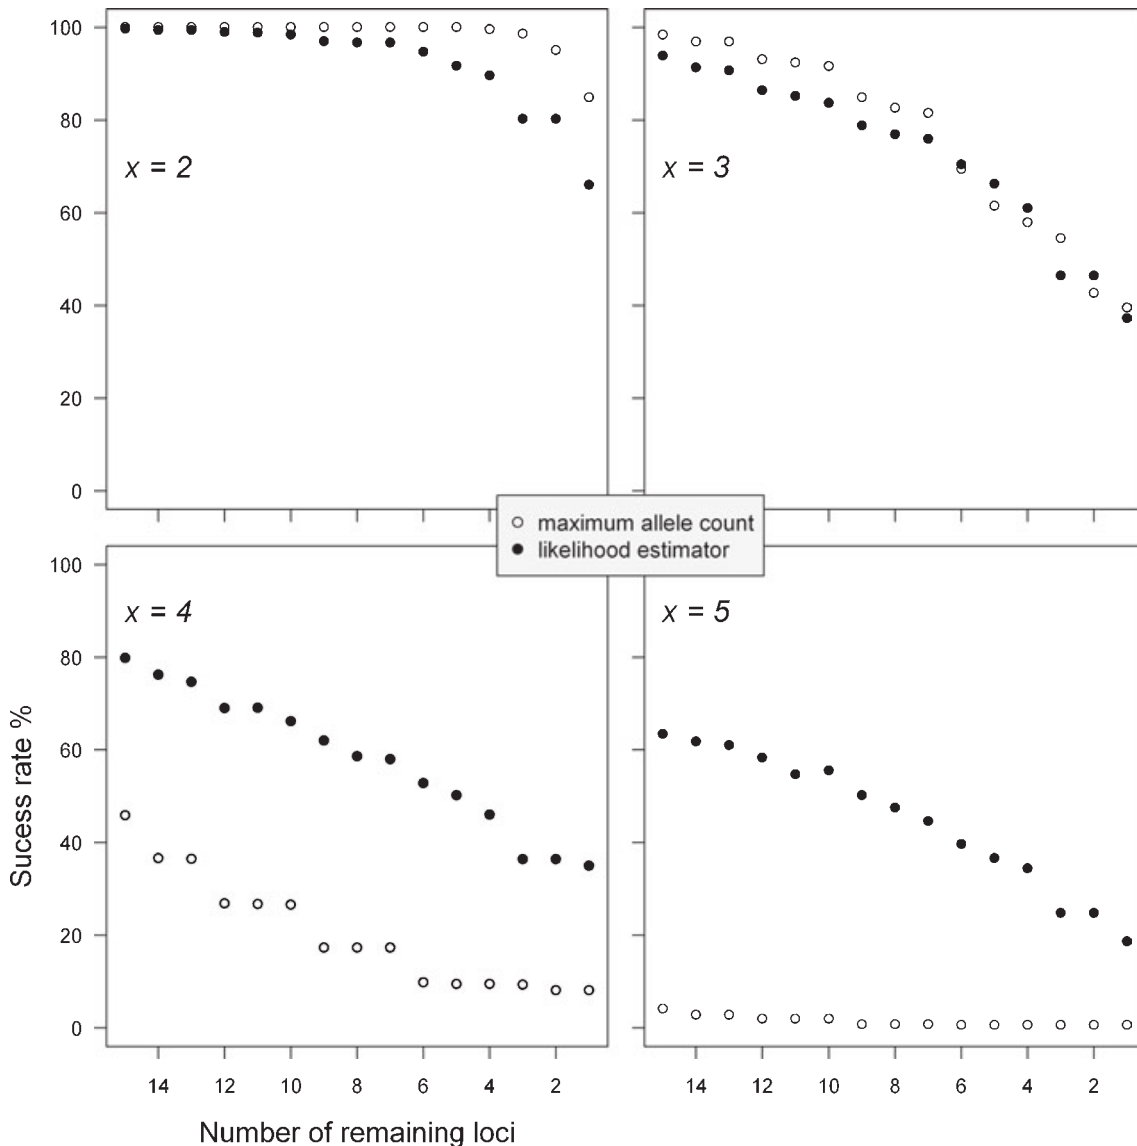 100
80
60
40
20
0
x = 2
x = 3
maximum allele count
likelihood estimator
100
80
60
40
20
0
x = 4
x = 5
Sucess rate %
14 12 10 8 6 4 2
14 12 10 8 6 4 2
Number of remaining loci